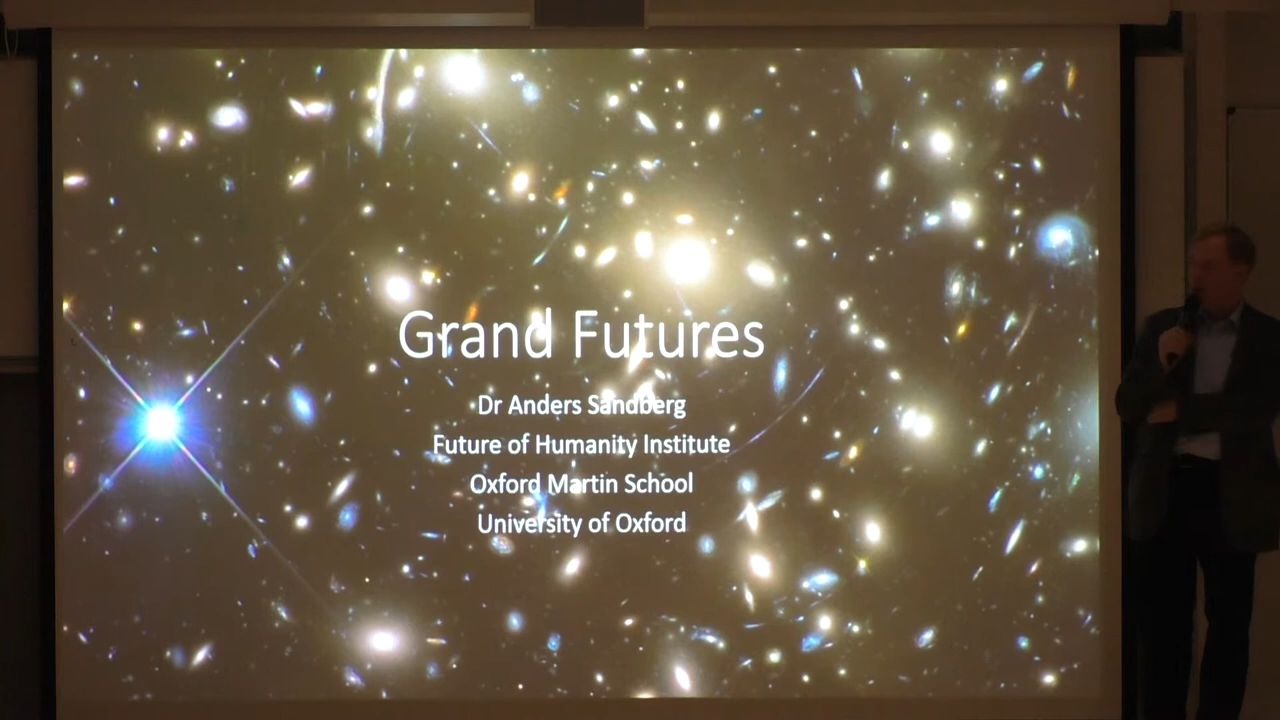 Grand Futures
Dr Anders Sandberg
Future of Humanity Institute
Oxford Martin School
University of Oxford